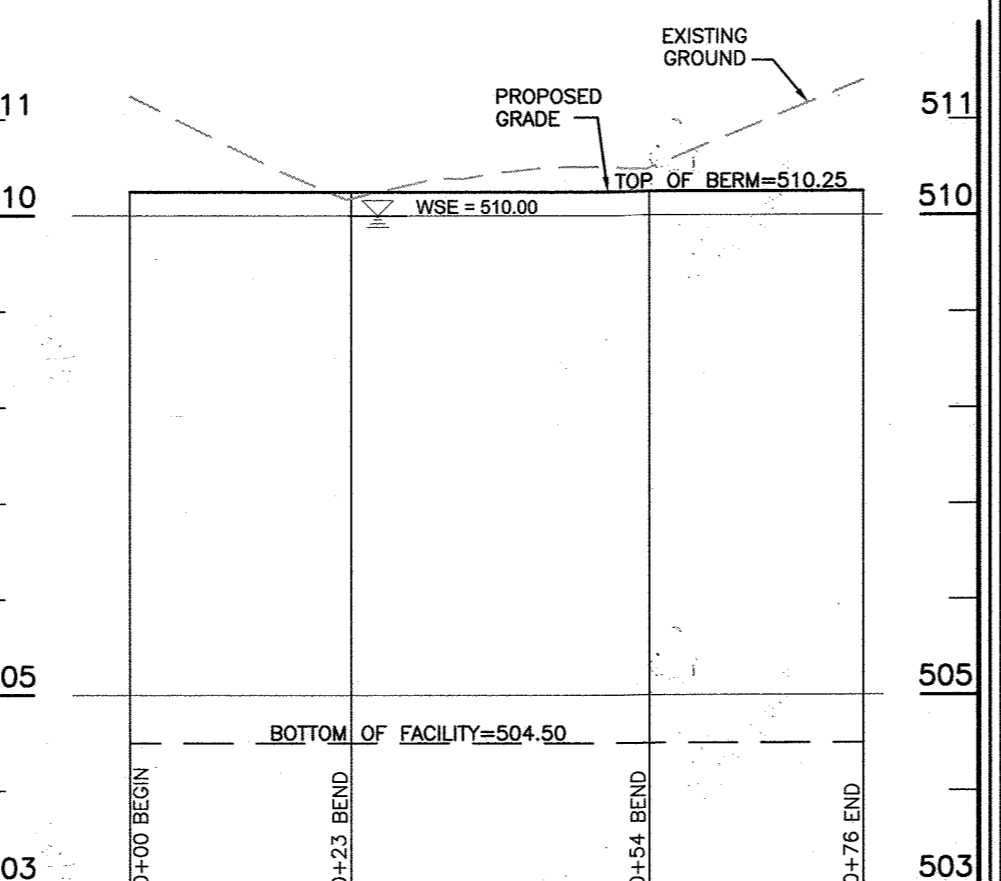 EXISTING
GROUND
PROPOSED
GRADE
11
511
TOP OF BERM=510.25
10
WSE = 510.00
510
05
505
BOTTOM OF FACILITY=504.50
0+00 BEGIN
0+23 BEND
0+54 BEND
0+76 END
03
503